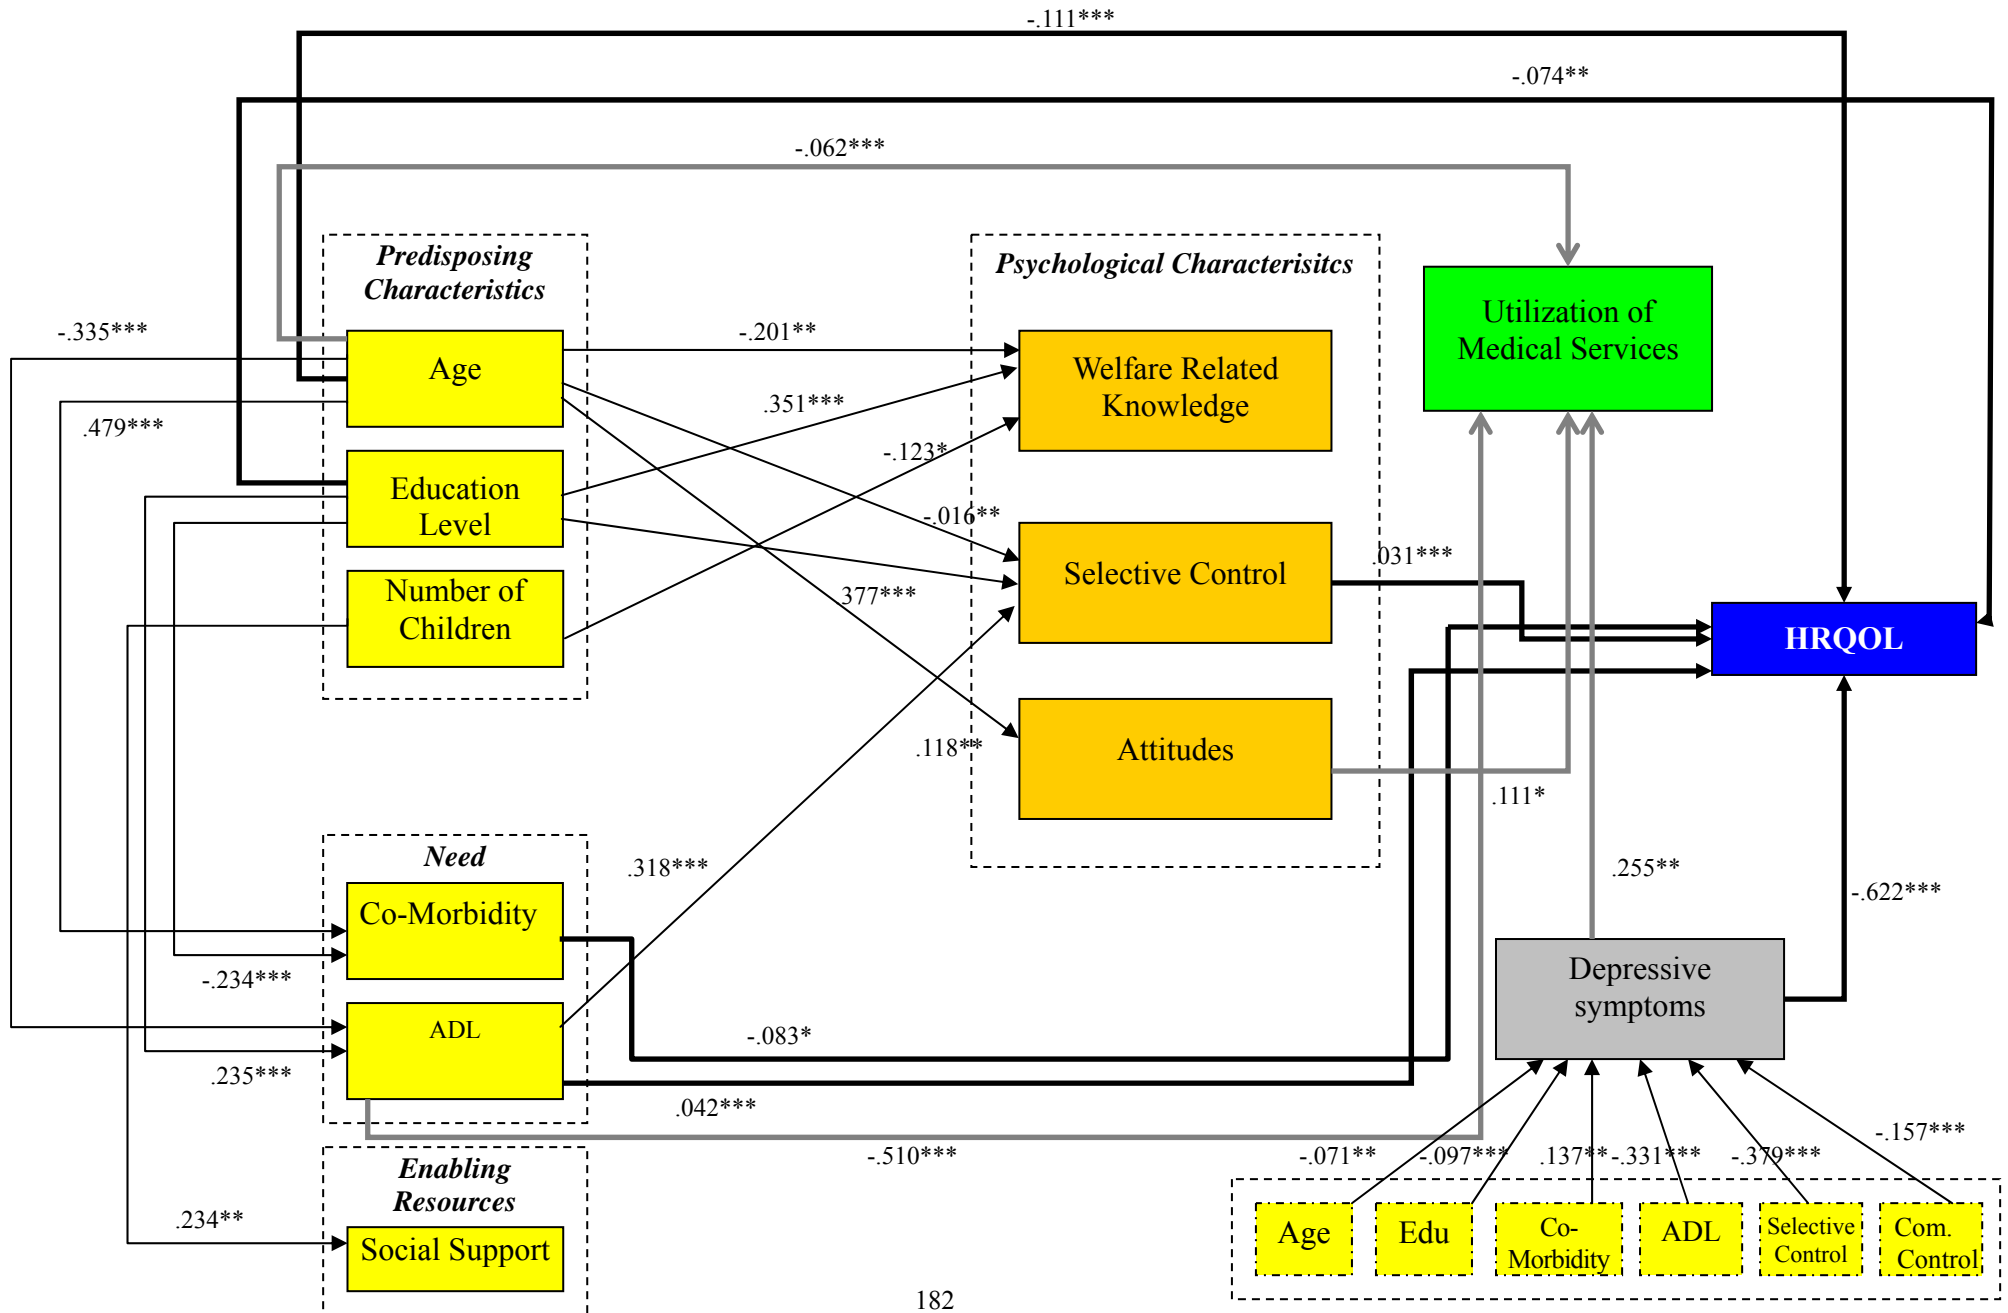 -.111***
-.074**
-.062***
Predisposing
Characteristics
Psychological Characterisitcs
Utilization of
Medical Services
-.335***
-.201**
Age
Welfare Related
Knowledge
.479***
.351***
-.123*
Education
Level
-.016**
Selective Control
.031***
Number of
Children
.377***
HRQOL
.118**
Attitudes
.111*
Need
.318***
.255**
-.622***
Co-Morbidity
-.234***
Depressive
symptoms
ADL
-.083*
.235***
.042***
-.510***
-.071**
-.097***
.137**
-.331***
-.379***
-.157***
Enabling
Resources
.234**
Social Support
Age
Edu
Co-
Morbidity
ADL
Selective
Control
Com.
Control
182